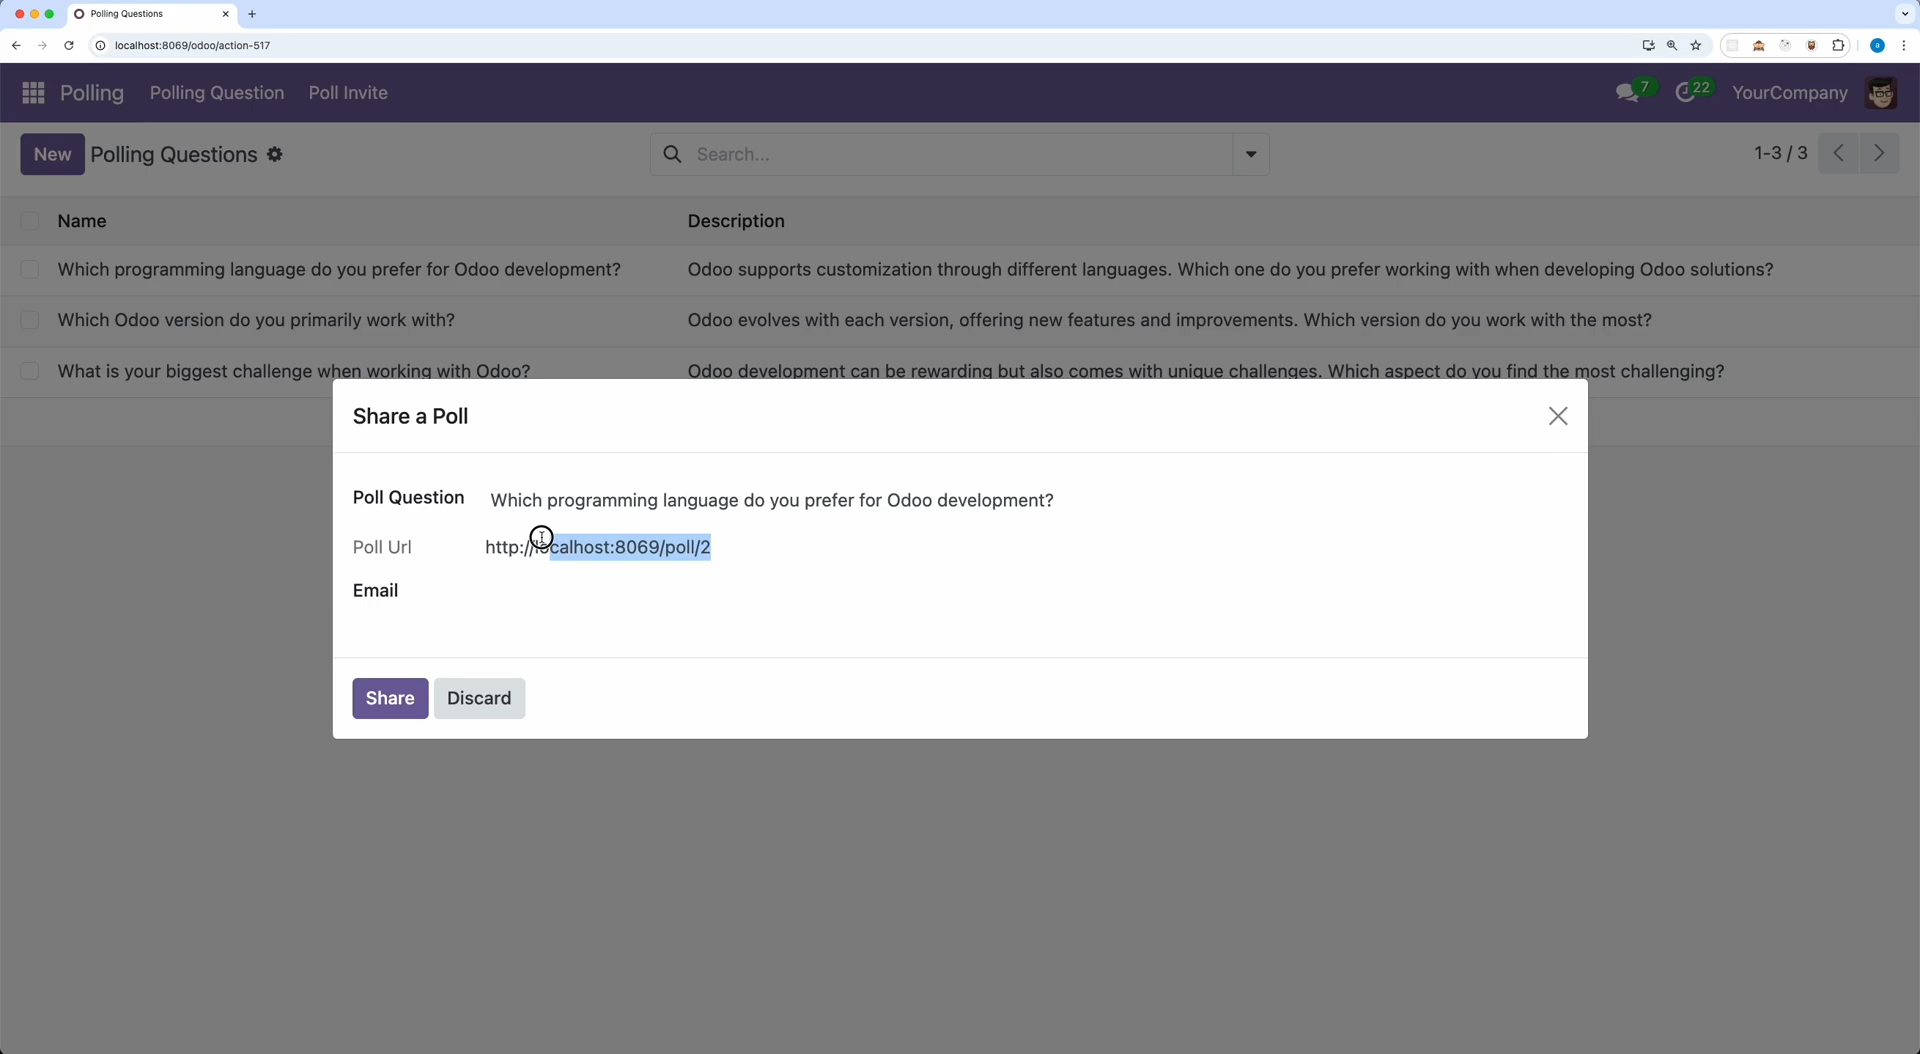 Polling Questions
localhost:8069/odoo/action-517
a
Polling Polling Question Poll Invite 7 22 YourCompany
New Polling Questions Search... 1-3 / 3
Name Description
Which programming language do you prefer for Odoo development? Odoo supports customization through different languages. Which one do you prefer working with when developing Odoo solutions?
Which Odoo version do you primarily work with? Odoo evolves with each version, offering new features and improvements. Which version do you work with the most?
What is your biggest challenge when working with Odoo? Odoo development can be rewarding but also comes with unique challenges. Which aspect do you find the most challenging?
Share a Poll
Poll Question Which programming language do you prefer for Odoo development?
Poll Url http://localhost:8069/poll/2
Email
Share Discard